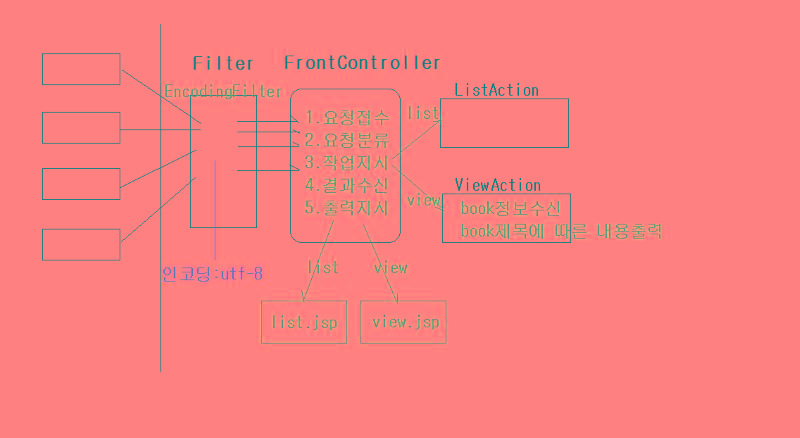 Filter
FrontController
EncodingFilter
ListAction
list
1.요청접수
2.요청분류
3.작업지시
4.결과수신
5.출력지시
ViewAction
view
book정보수신
book제목에 따른 내용출력
인코딩:utf-8
list
view
list.jsp
view.jsp